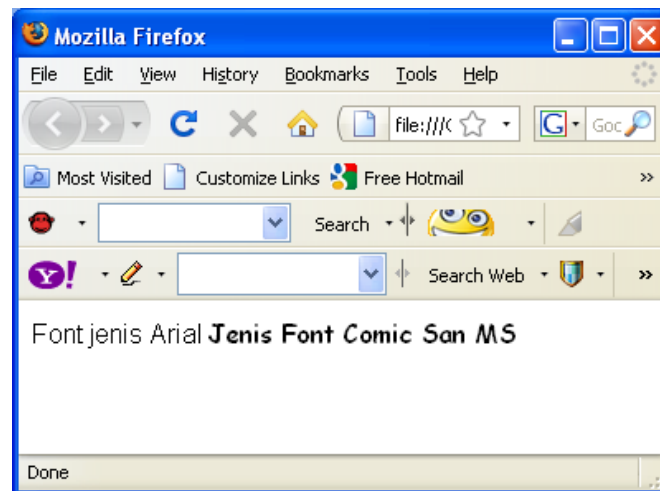 Mozilla Firefox
File Edit View History Bookmarks Tools Help
file:///C G Goc
Most Visited Customize Links Free Hotmail »
Search
Y! Search Web »
Font jenis Arial Jenis Font Comic San MS
Done